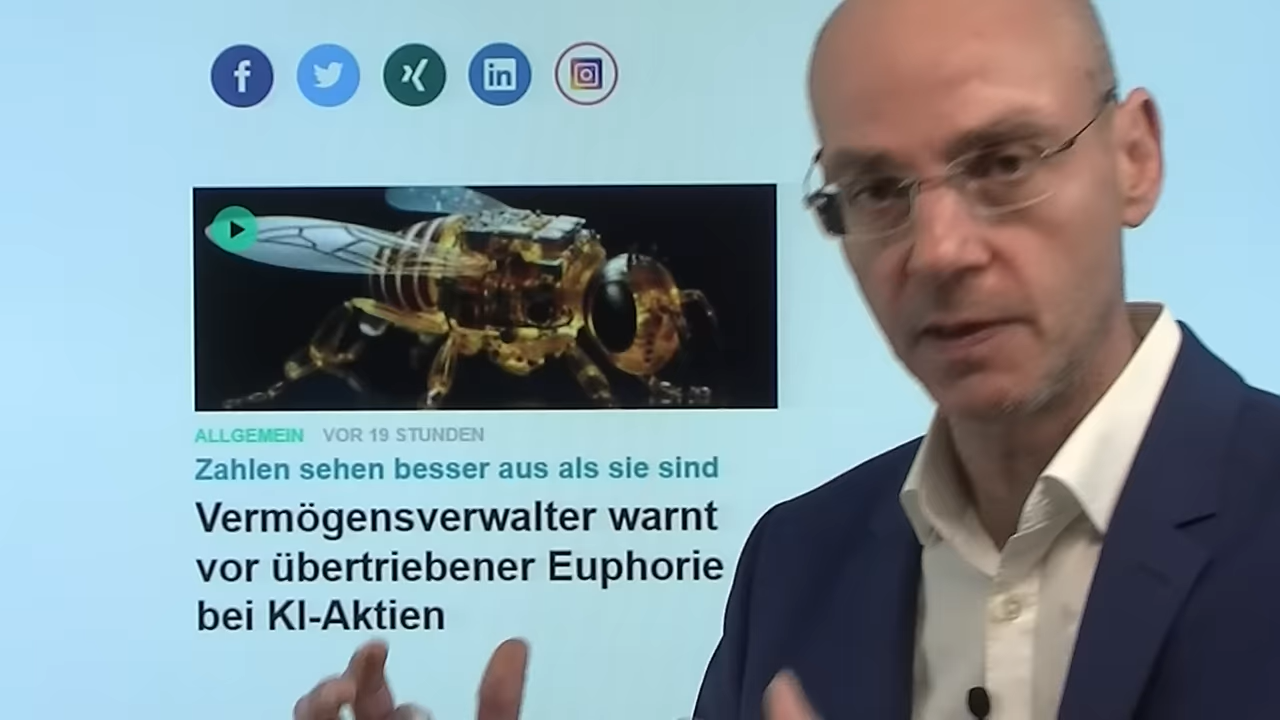 ALLGEMEIN VOR 19 STUNDEN
Zahlen sehen besser aus als sie sind
Vermögensverwalter warnt
vor übertriebener Euphorie
bei KI-Aktien